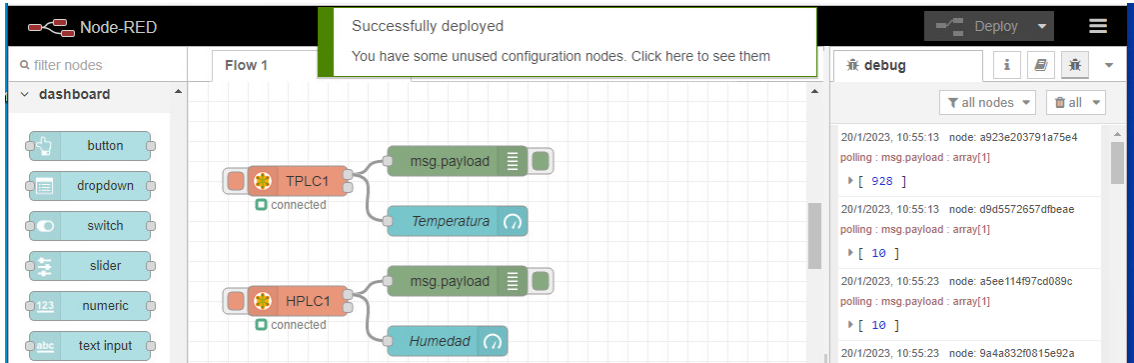 Node-RED
Successfully deployed
You have some unused configuration nodes. Click here to see them
Deploy
filter nodes
Flow 1
debug
i
all nodes
all
dashboard
button
dropdown
switch
slider
123
numeric
abc
text input
TPLC1
connected
msg.payload
Temperatura
HPLC1
connected
msg.payload
Humedad
20/1/2023, 10:55:13 node: a923e203791a75e4
polling : msg.payload : array[1]
[ 928 ]
20/1/2023, 10:55:13 node: d9d5572657dfbeae
polling : msg.payload : array[1]
[ 10 ]
20/1/2023, 10:55:23 node: a5ee114f97cd089c
polling : msg.payload : array[1]
[ 10 ]
20/1/2023, 10:55:23 node: 9a4a832f0815e92a